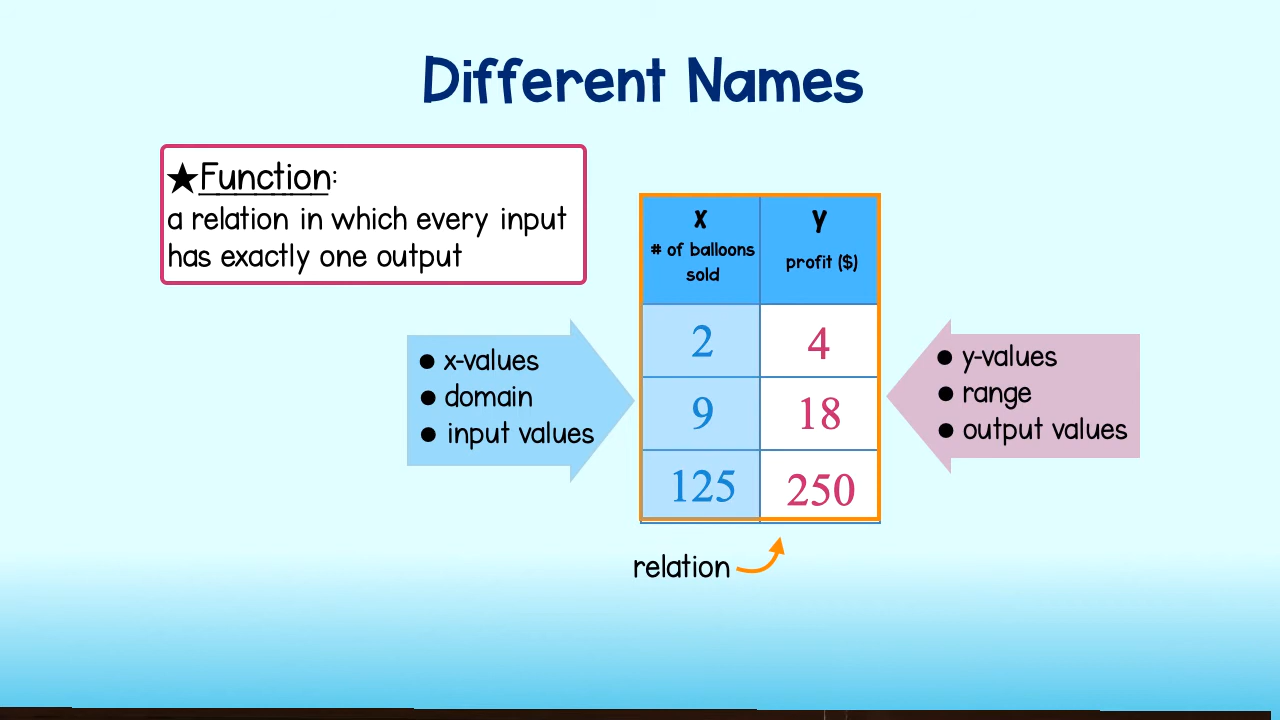 Different Names
★Function:
a relation in which every input
has exactly one output
x
# of balloons
sold
y
profit ($)
2 4
9 18
125 250
● x-values
● domain
● input values
● y-values
● range
● output values
relation